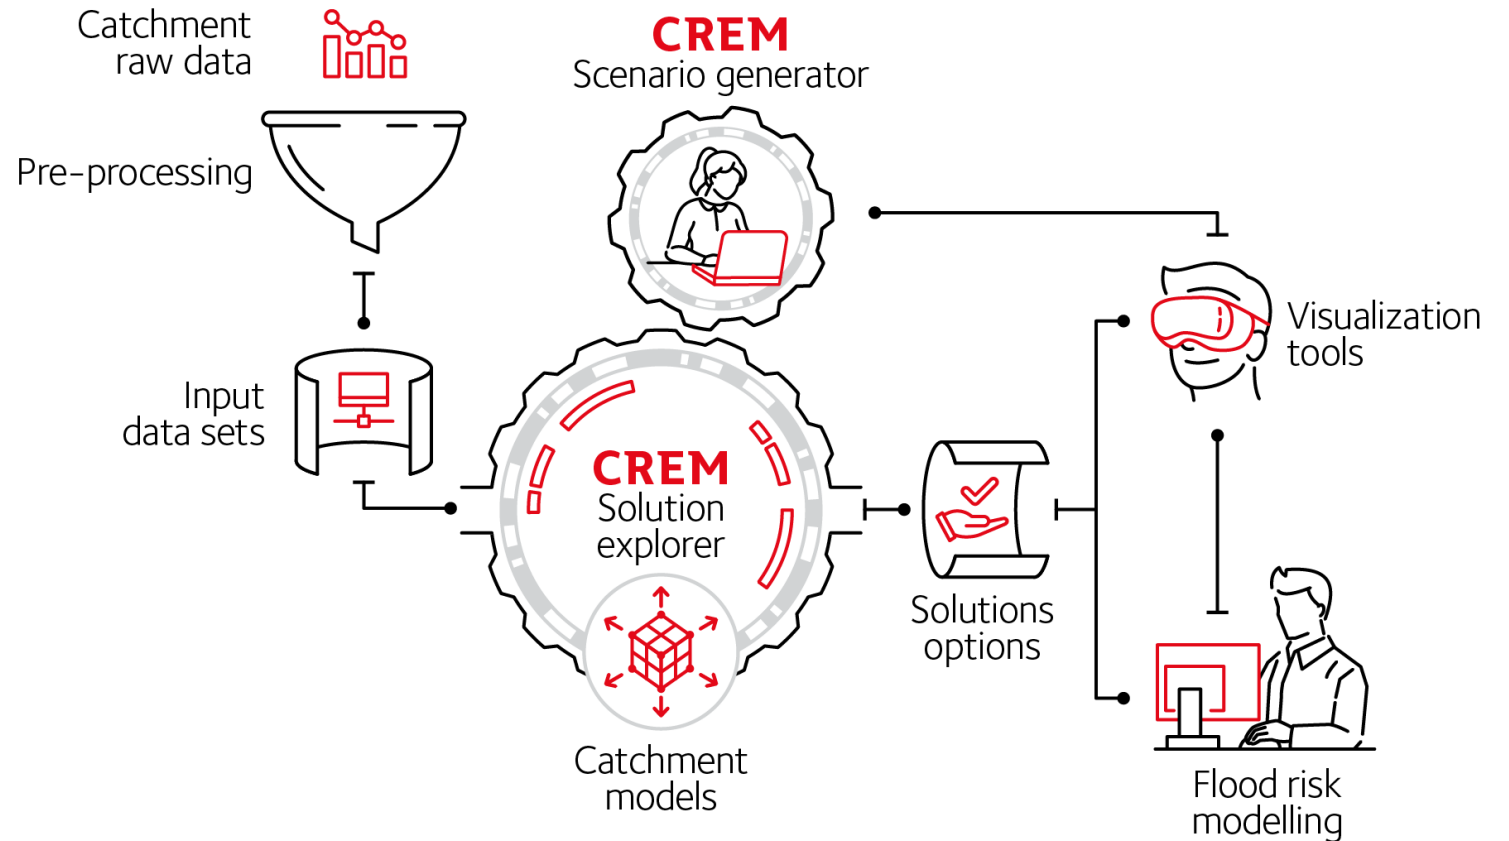 Catchment
raw data
Pre-processing
Input
data sets
CREM
Scenario generator
CREM
Solution
explorer
Catchment
models
Solutions
options
Visualization
tools
Flood risk
modelling